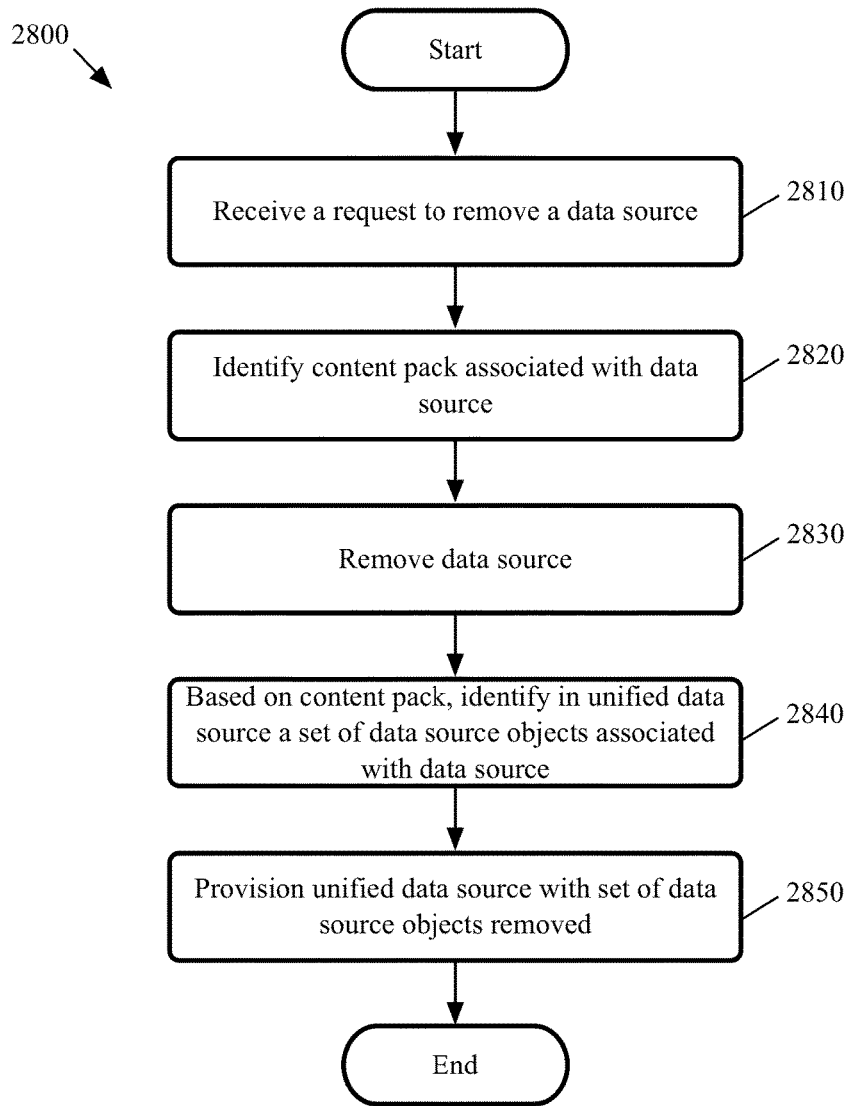 2800
Start
Receive a request to remove a data source
2810
Identify content pack associated with data
source
2820
Remove data source
2830
Based on content pack, identify in unified data
source a set of data source objects associated
with data source
2840
Provision unified data source with set of data
source objects removed
2850
End